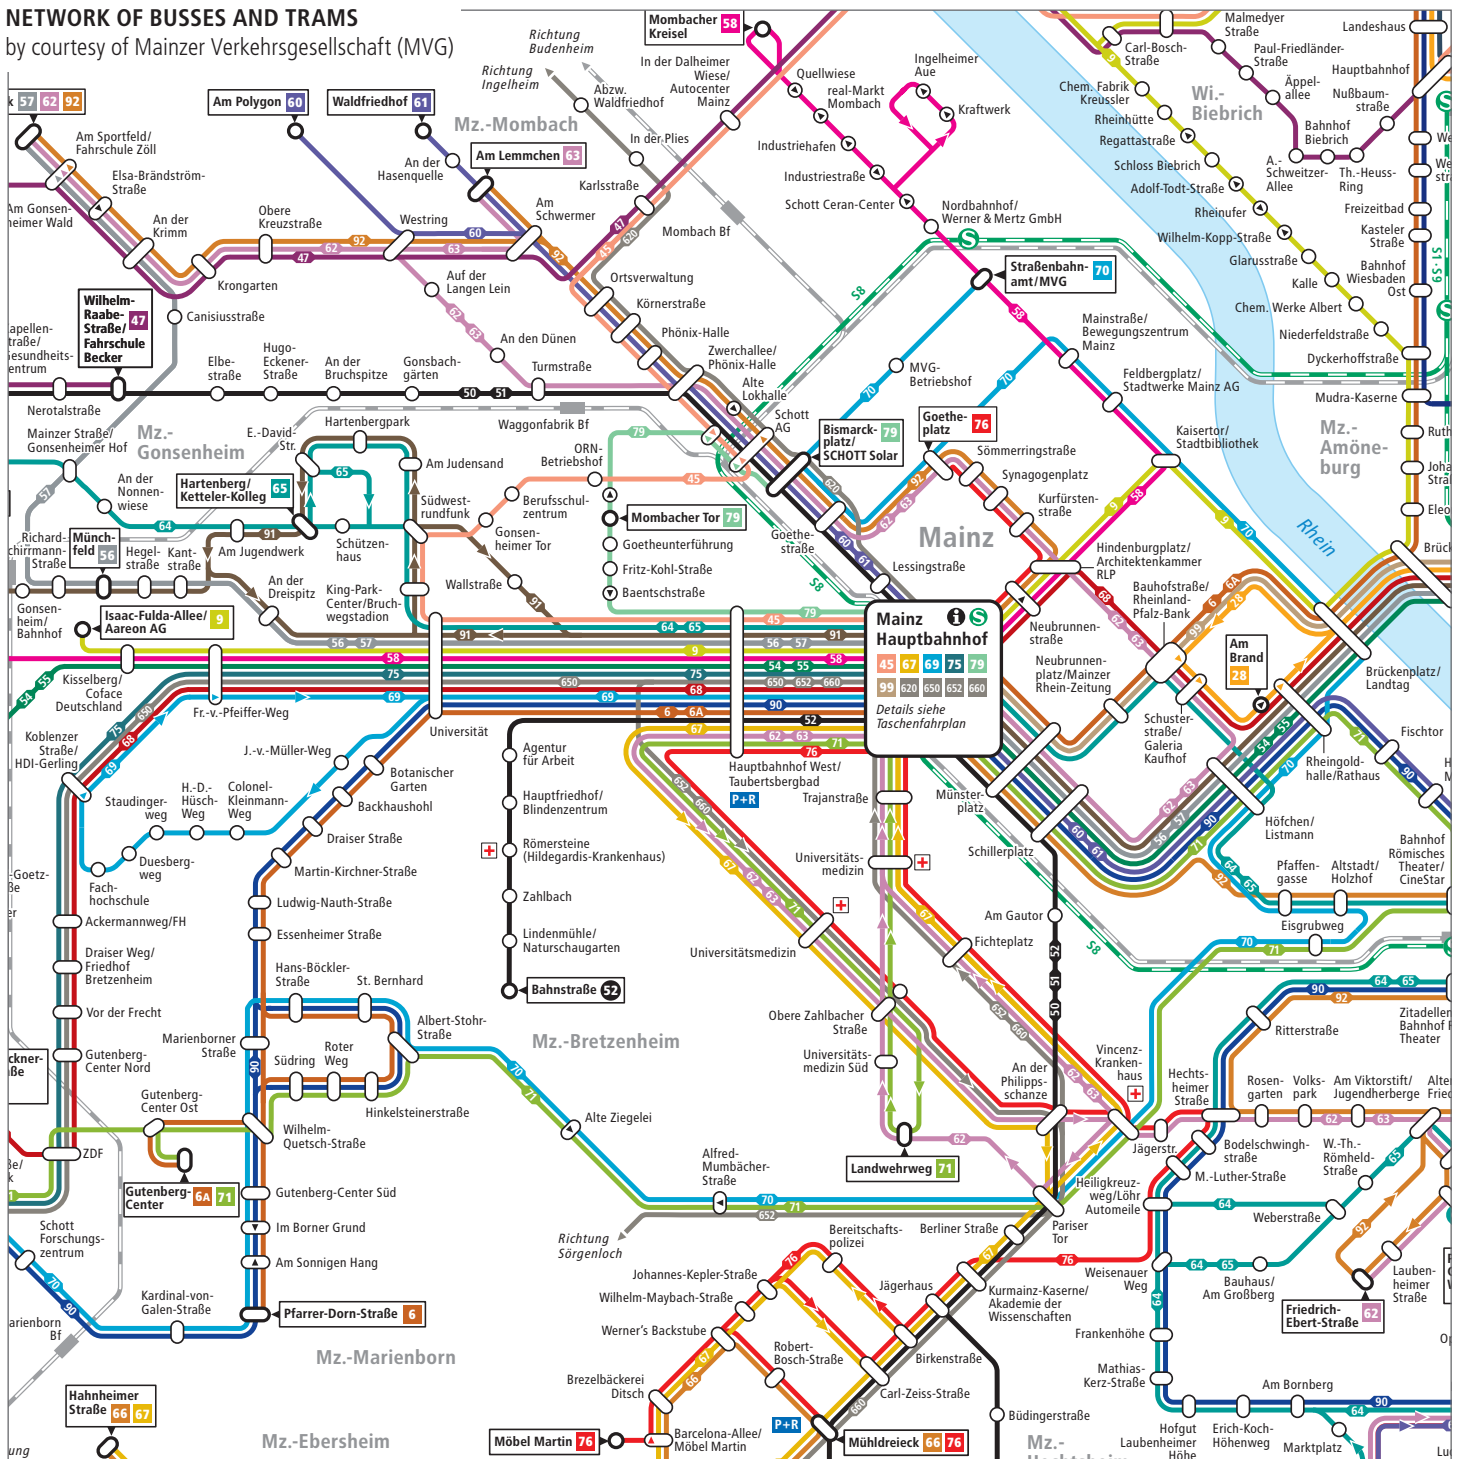 NETWORK OF BUSSES AND TRAMS
by courtesy of Mainzer Verkehrsgesellschaft (MVG)
57 62 92
Am Sportfeld/
Fahrschule Zöll
Elsa-Brändström-
Straße
An der
Krimm
Obere
Kreuzstraße
Krongarten
Canisiusstraße
Am Polygon 60
Waldfriedhof 61
Mz.-Mombach
Am Lemmchen 63
An der
Hasenquelle
Westring
Am
Schwermer
Auf der
Langen Lein
An den Dünen
Turmstraße
Richtung
Budenheim
Richtung
Ingelheim
Abzw.
Waldfriedhof
In der Plies
Karlsstraße
Mombach Bf
In der Dalheimer
Wiese/
Autocenter
Mainz
Mombacher
Kreisel 58
Quellwiese
real-Markt
Mombach
Industriehafen
Industriestraße
Schott Ceran-Center
Ingelheimer
Aue
Kraftwerk
Nordbahnhof/
Werner & Mertz GmbH
Straßenbahn-
amt/MVG 70
Mainstraße/
Bewegungszentrum
Mainz
Feldbergplatz/
Stadtwerke Mainz AG
Kaisertor/
Stadtbibliothek
MVG-
Betriebshof
Malmedyer
Straße
Carl-Bosch-
Straße
Paul-Friedländer-
Straße
Äppel-
allee
Wi.-
Biebrich
Chem. Fabrik
Kreussler
Rheinhütte
Regattastraße
Schloss Biebrich
Adolf-Todt-Straße
Rheinufer
Wilhelm-Kopp-Straße
Glarusstraße
Kalle
Chem. Werke Albert
Niederfeldstraße
Dyckerhoffstraße
Mudra-Kaserne
Landeshaus
Hauptbahnhof
Nußbaum-
straße
Bahnhof
Biebrich
A.-
Schweitzer-
Allee
Th.-Heuss-
Ring
Freizeitbad
Kasteler
Straße
Bahnhof
Wiesbaden
Ost
S1·S9
Mz.-
Amöne-
burg
Rhein
Wilhelm-
Raabe-
Straße/ 47
Fahrschule
Becker
Nerotalstraße
Elbe-
straße
Hugo-
Eckener-
Straße
An der
Bruchspitze
Gonsbach-
gärten
Ortsverwaltung
Körnerstraße
Phönix-Halle
Zwerchallee/
Phönix-Halle
Alte
Lokhalle
Schott
AG
Waggonfabrik Bf
Mainzer Straße/
Gonsenheimer Hof
Mz.-
Gonsenheim
E.-David-
Str.
Hartenbergpark
Am Judensand
Hartenberg/
Ketteler-Kolleg 65
An der
Nonnen-
wiese
Münch-
feld 56
Hegel-
straße
Kant-
straße
Am Jugendwerk
Schützen-
haus
Südwest-
rundfunk
Berufsschul-
zentrum
Gonsen-
heimer Tor
Wallstraße
An der
Dreispitz
King-Park-
Center/Bruch-
wegstadion
ORN-
Betriebshof
Mombacher Tor 79
Goetheunterführung
Fritz-Kohl-Straße
Baentschstraße
Bismarck-
platz/ 79
SCHOTT Solar
Goethe-
platz 76
Sömmerringstraße
Synagogenplatz
Kurfürsten-
straße
Goethe-
straße
Lessingstraße
Mainz
Hindenburgplatz/
Architektenkammer
RLP
Neubrunnen-
straße
Neubrunnen-
platz/Mainzer
Rhein-Zeitung
Bauhofstraße/
Rheinland-
Pfalz-Bank
Am
Brand
28
Schuster-
straße/
Galeria
Kaufhof
Brückenplatz/
Landtag
Rheingold-
halle/Rathaus
Fischtor
Höfchen/
Listmann
Mainz
Hauptbahnhof
45 67 69 75 79
99 620 650 652 660
Details siehe
Taschenfahrplan
Gonsen-
heim/
Bahnhof
Isaac-Fulda-Allee/
Aareon AG 9
Kisselberg/
Coface
Deutschland
Fr.-v.-Pfeiffer-Weg
Universität
Hauptbahnhof West/
Taubertsbergbad
P+R
Koblenzer
Straße/
HDI-Gerling
J.-v.-Müller-Weg
Botanischer
Garten
Backhaushohl
Draiser Straße
Martin-Kirchner-Straße
Ludwig-Nauth-Straße
Essenheimer Straße
Staudinger-
weg
H.-D.-
Hüsch-
Weg
Colonel-
Kleinmann-
Weg
Duesberg-
weg
Fach-
hochschule
Ackermannweg/FH
Draiser Weg/
Friedhof
Bretzenheim
Vor der Frecht
Gutenberg-
Center Nord
Agentur
für Arbeit
Hauptfriedhof/
Blindenzentrum
Römersteine
(Hildegardis-Krankenhaus)
Zahlbach
Lindenmühle/
Naturschaugarten
Bahnstraße 52
Mz.-Bretzenheim
Trajanstraße
Universitäts-
medizin
Universitätsmedizin
Fichteplatz
Obere Zahlbacher
Straße
Universitäts-
medizin Süd
Landwehrweg 71
An der
Philipps-
schanze
Vincenz-
Kranken-
haus
Münster-
platz
Schillerplatz
Am Gautor
Pfaffen-
gasse
Altstadt/
Holzhof
Bahnhof
Römisches
Theater/
CineStar
Eisgrubweg
Ritterstraße
Zitadellen
Bahnhof
Theater
Hechts-
heimer
Straße
Rosen-
garten
Volks-
park
Am Viktorstift/
Jugendherberge
Jägerstr.
Bodelschwingh-
straße
M.-Luther-Straße
Heiligkreuz-
weg/Löhr
Automeile
W.-Th.-
Römheld-
Straße
Weberstraße
Weisenauer
Weg
Bauhaus/
Am Großberg
Friedrich-
Ebert-Straße 62
Lauben-
heimer
Straße
Frankenhöhe
Mathias-
Kerz-Straße
Am Bornberg
Hofgut
Laubenheimer
Höhe
Erich-Koch-
Höhenweg
Marktplatz
Hans-Böckler-
Straße
St. Bernhard
Albert-Stohr-
Straße
Marienborner
Straße
Südring
Roter
Weg
Hinkelsteinerstraße
Gutenberg-
Center Ost
Wilhelm-
Quetsch-Straße
ZDF
Gutenberg-
Center 6A 71
Gutenberg-Center Süd
Im Borner Grund
Am Sonnigen Hang
Pfarrer-Dorn-Straße 6
Schott
Forschungs-
zentrum
Kardinal-von-
Galen-Straße
Mz.-Marienborn
Hahnheimer
Straße 66 67
Mz.-Ebersheim
Alte Ziegelei
Alfred-
Mumbächer-
Straße
Richtung
Sörgenloch
Pariser
Tor
Berliner Straße
Bereitschafts-
polizei
Johannes-Kepler-Straße
Wilhelm-Maybach-Straße
Werner's Backstube
Brezelbäckerei
Ditsch
Möbel Martin 76
Barcelona-Allee/
Möbel Martin
Robert-
Bosch-Straße
Jägerhaus
Kurmainz-Kaserne/
Akademie der
Wissenschaften
Birkenstraße
Carl-Zeiss-Straße
P+R
Mühldreieck 66 76
Büdingerstraße
Mz.-